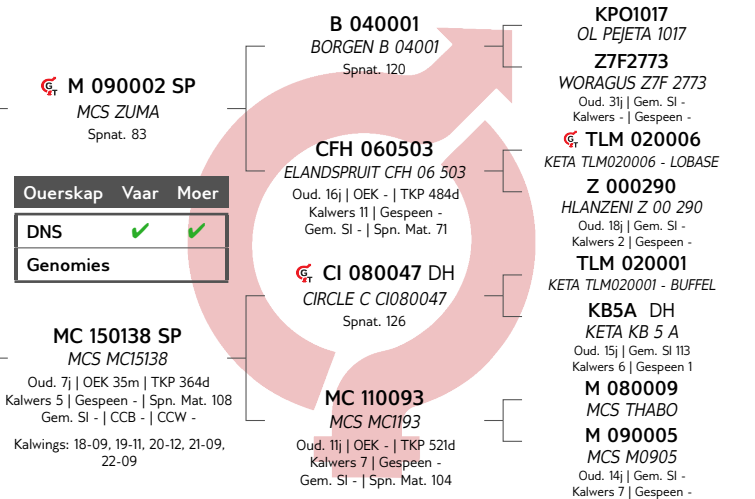 M 090002 SP
MCS ZUMA
Spnat. 83
Ouerskap Vaar Moer
DNS ✔ ✔
Genomies
MC 150138 SP
MCS MC15138
Oud. 7j | OEK 35m | TKP 364d
Kalwers 5 | Gespeen - | Spn. Mat. 108
Gem. SI - | CCB - | CCW -
Kalwings: 18-09, 19-11, 20-12, 21-09,
22-09
B 040001
BORGEN B 04001
Spnat. 120
CFH 060503
ELANDSPRUIT CFH 06 503
Oud. 16j | OEK - | TKP 484d
Kalwers 11 | Gespeen -
Gem. SI - | Spn. Mat. 71
CI 080047 DH
CIRCLE C CI080047
Spnat. 126
MC 110093
MCS MC1193
Oud. 11j | OEK - | TKP 521d
Kalwers 7 | Gespeen -
Gem. SI - | Spn. Mat. 104
KPO1017
OL PEJETA 1017
Z7F2773
WORAGUS Z7F 2773
Oud. 31j | Gem. SI -
Kalwers - | Gespeen -
TLM 020006
KETA TLM020006 - LOBASE
Z 000290
HLANZENI Z 00 290
Oud. 18j | Gem. SI -
Kalwers 2 | Gespeen -
TLM 020001
KETA TLM020001 - BUFFEL
KB5A DH
KETA KB 5 A
Oud. 15j | Gem. SI 113
Kalwers 6 | Gespeen 1
M 080009
MCS THABO
M 090005
MCS M0905
Oud. 14j | Gem. SI -
Kalwers 7 | Gespeen -